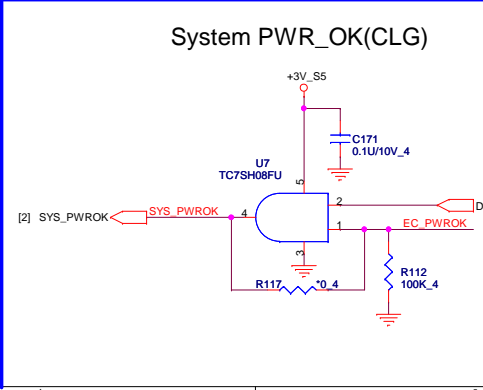 System PWR_OK(CLG)
+3V_S5
C171
0.1U/10V_4
U7
TC7SH08FU
5
2
D
[2] SYS_PWROK
SYS_PWROK
4
1
EC_PWROK
3
R117
*0_4
R112
100K_4